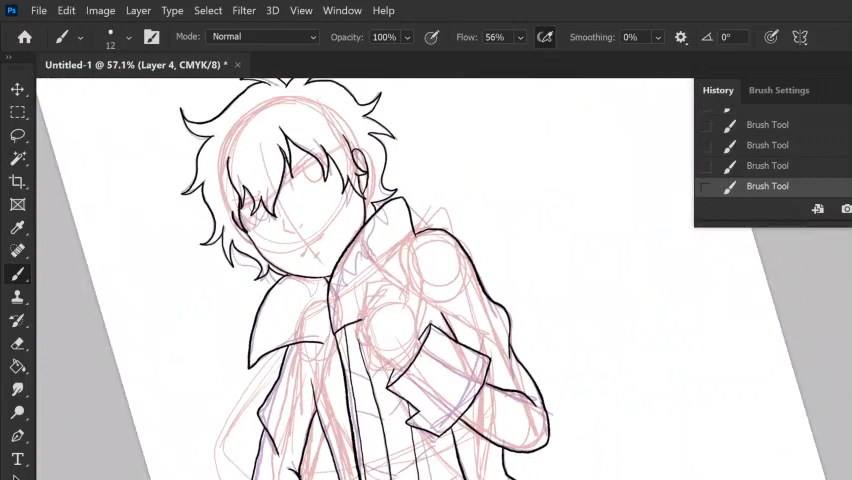 Ps File Edit Image Layer Type Select Filter 3D View Window Help
12 Mode: Normal Opacity: 100% Flow: 56% Smoothing: 0% 0°
Untitled-1 @ 57.1% (Layer 4, CMYK/8) * ×
History Brush Settings
Brush Tool
Brush Tool
Brush Tool
Brush Tool